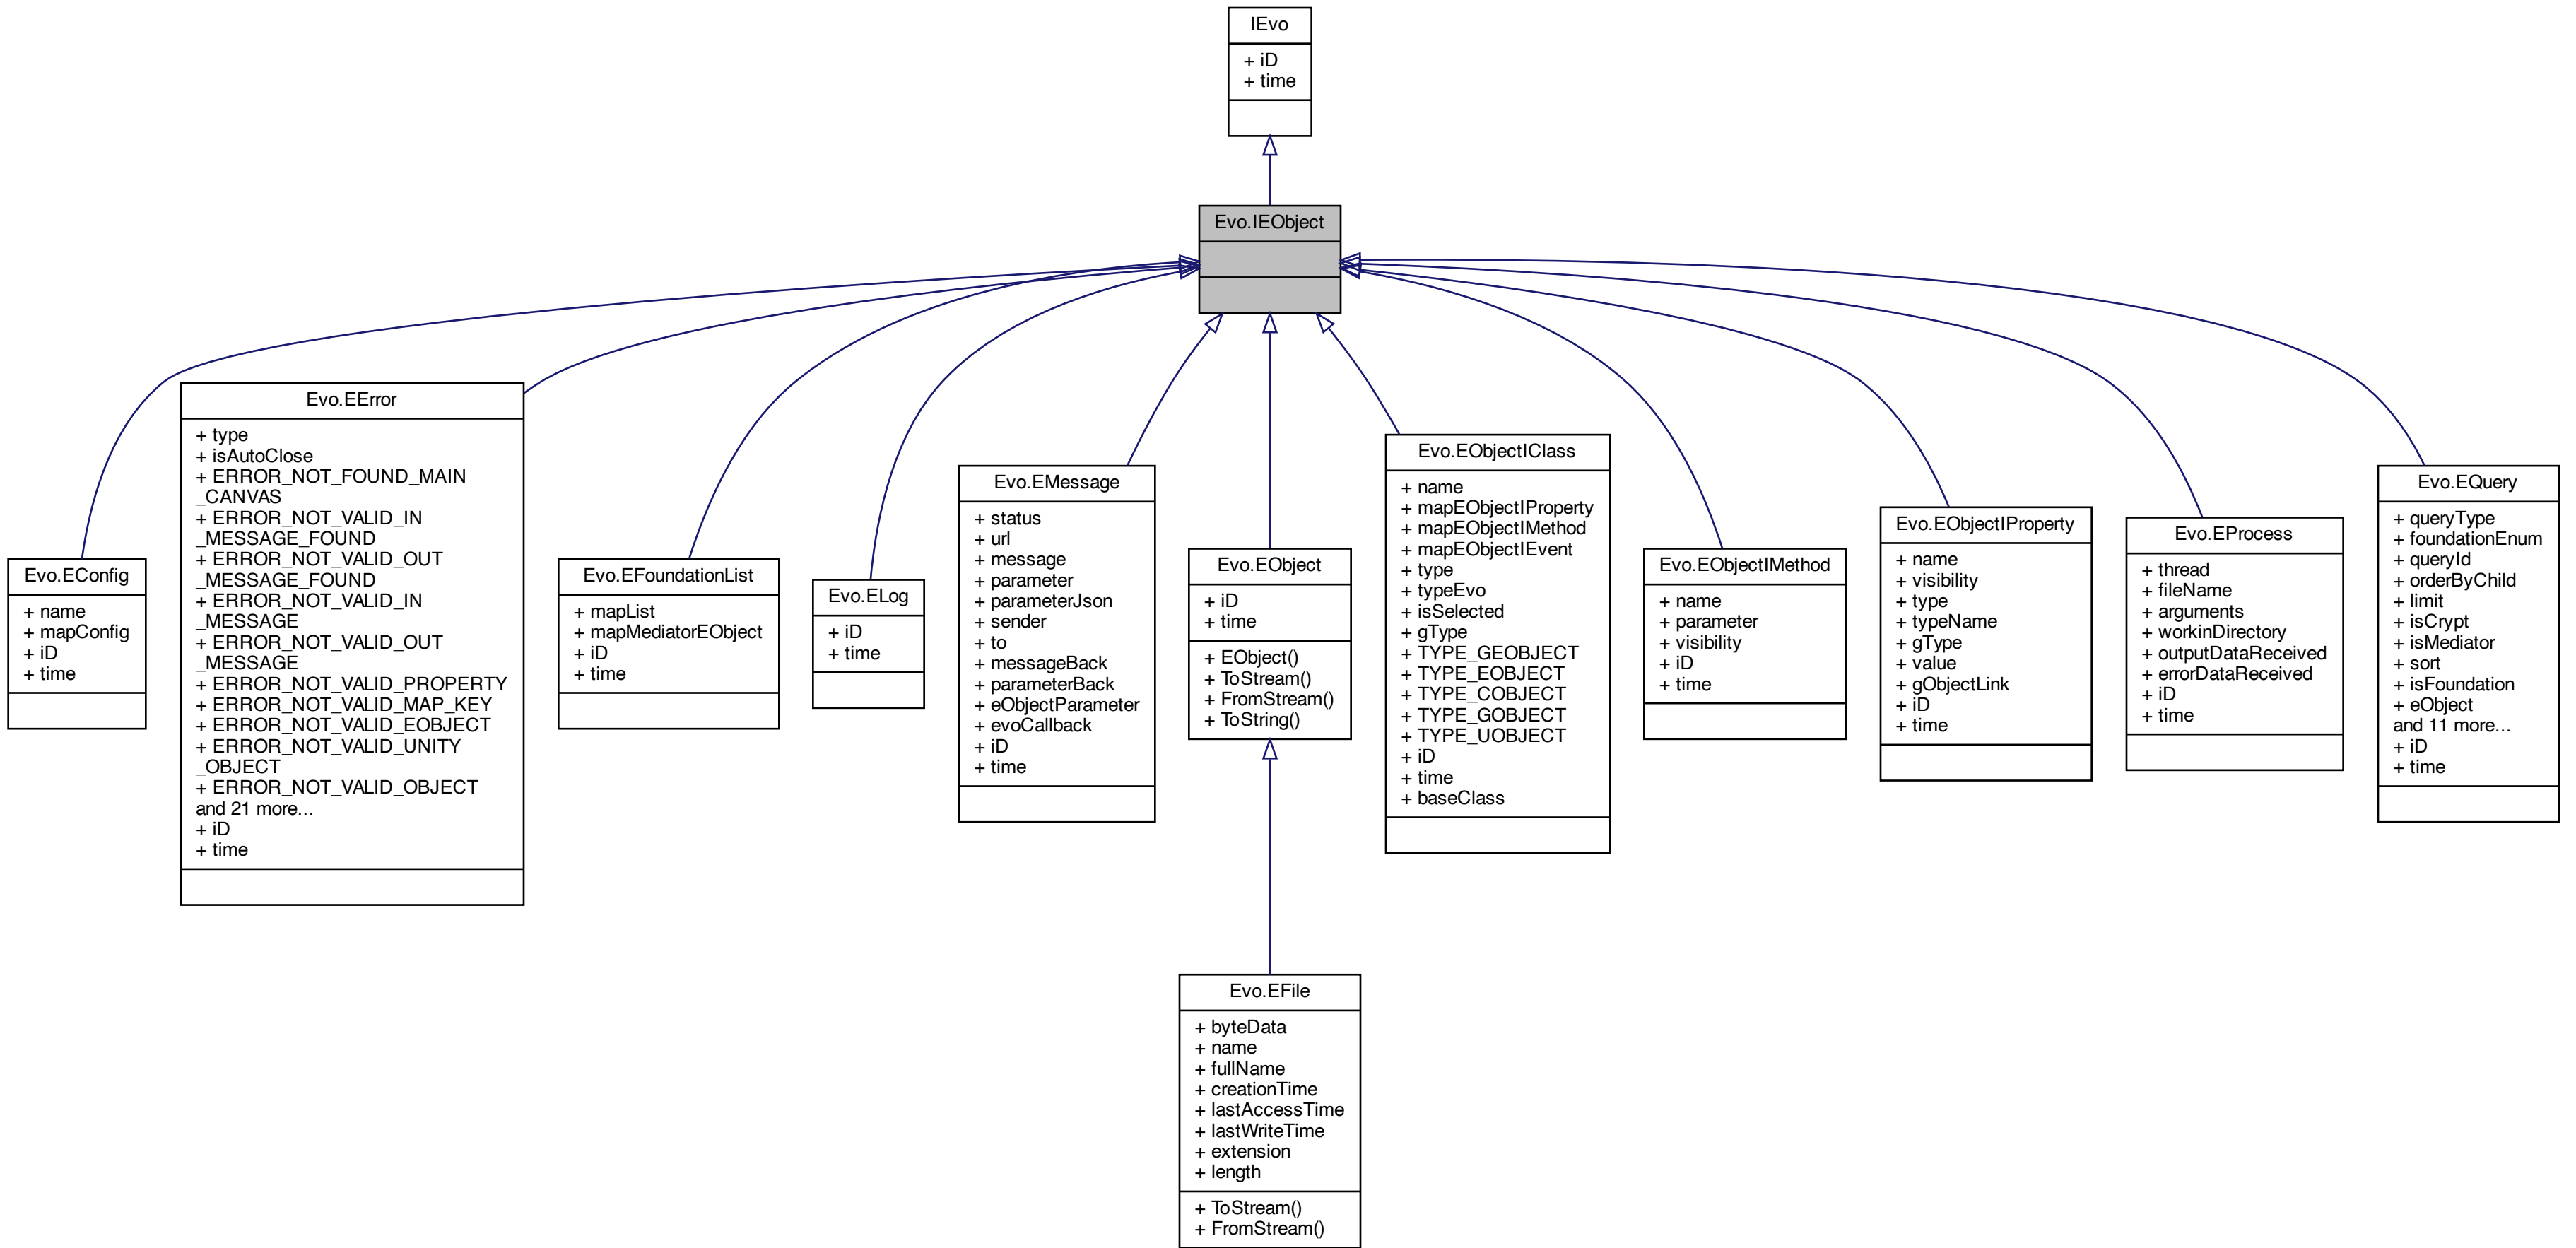 IEvo
+ iD
+ time
Evo.IEObject
Evo.EConfig
+ name
+ mapConfig
+ iD
+ time
Evo.EError
+ type
+ isAutoClose
+ ERROR_NOT_FOUND_MAIN
_CANVAS
+ ERROR_NOT_VALID_IN
_MESSAGE_FOUND
+ ERROR_NOT_VALID_OUT
_MESSAGE_FOUND
+ ERROR_NOT_VALID_IN
_MESSAGE
+ ERROR_NOT_VALID_OUT
_MESSAGE
+ ERROR_NOT_VALID_PROPERTY
+ ERROR_NOT_VALID_MAP_KEY
+ ERROR_NOT_VALID_EOBJECT
+ ERROR_NOT_VALID_UNITY
_OBJECT
+ ERROR_NOT_VALID_OBJECT
and 21 more...
+ iD
+ time
Evo.EFoundationList
+ mapList
+ mapMediatorEObject
+ iD
+ time
Evo.ELog
+ iD
+ time
Evo.EMessage
+ status
+ url
+ message
+ parameter
+ parameterJson
+ sender
+ to
+ messageBack
+ parameterBack
+ eObjectParameter
+ evoCallback
+ iD
+ time
Evo.EObject
+ iD
+ time
+ EObject()
+ ToStream()
+ FromStream()
+ ToString()
Evo.EObjectIClass
+ name
+ mapEObjectIProperty
+ mapEObjectIMethod
+ mapEObjectIEvent
+ type
+ typeEvo
+ isSelected
+ gType
+ TYPE_GEOBJECT
+ TYPE_EOBJECT
+ TYPE_COBJECT
+ TYPE_GOBJECT
+ TYPE_UOBJECT
+ iD
+ time
+ baseClass
Evo.EObjectIMethod
+ name
+ parameter
+ visibility
+ iD
+ time
Evo.EObjectIProperty
+ name
+ visibility
+ type
+ typeName
+ gType
+ value
+ gObjectLink
+ iD
+ time
Evo.EProcess
+ thread
+ fileName
+ arguments
+ workinDirectory
+ outputDataReceived
+ errorDataReceived
+ iD
+ time
Evo.EQuery
+ queryType
+ foundationEnum
+ queryId
+ orderByChild
+ limit
+ isCrypt
+ isMediator
+ sort
+ isFoundation
+ eObject
and 11 more...
+ iD
+ time
Evo.EFile
+ byteData
+ name
+ fullName
+ creationTime
+ lastAccessTime
+ lastWriteTime
+ extension
+ length
+ ToStream()
+ FromStream()